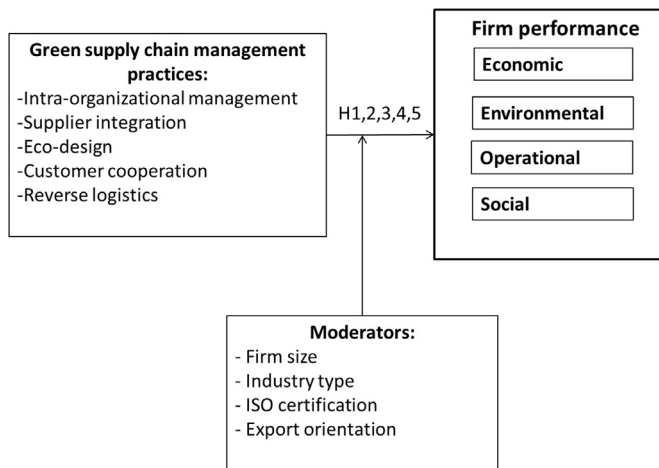 Green supply chain management
practices:
-Intra-organizational management
-Supplier integration
-Eco-design
-Customer cooperation
-Reverse logistics
H1,2,3,4,5
Firm performance
Economic
Environmental
Operational
Social
Moderators:
- Firm size
- Industry type
- ISO certification
- Export orientation